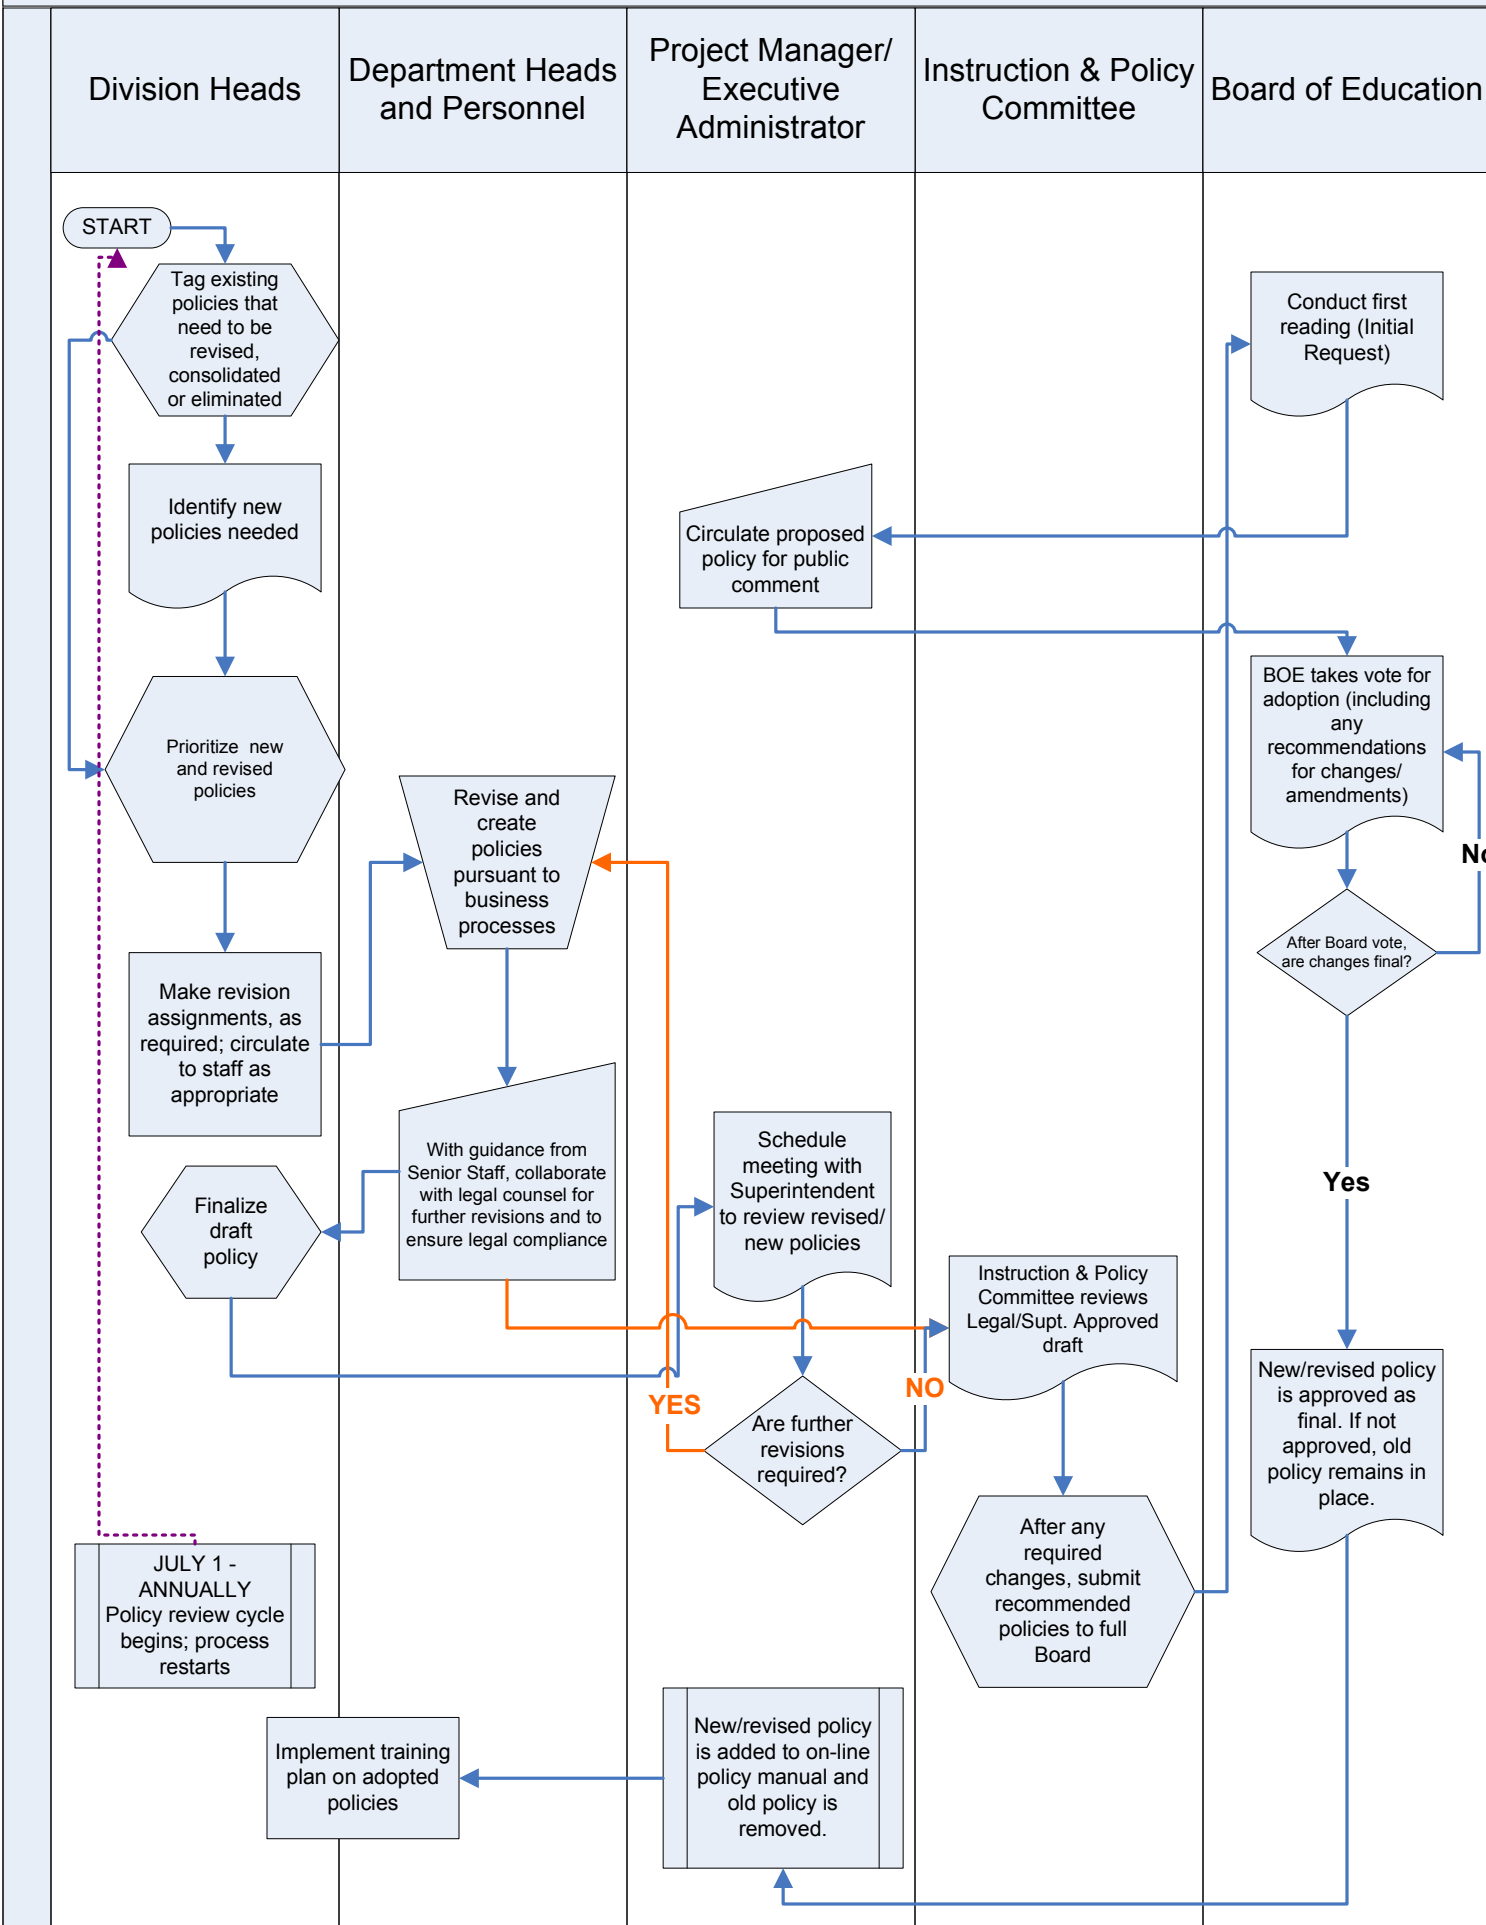 Division Heads
Department Heads
and Personnel
Project Manager/
Executive
Administrator
Instruction & Policy
Committee
Board of Education
START
Tag existing
policies that
need to be
revised,
consolidated
or eliminated
Identify new
policies needed
Prioritize new
and revised
policies
Make revision
assignments, as
required; circulate
to staff as
appropriate
Finalize
draft
policy
JULY 1 -
ANNUALLY
Policy review cycle
begins; process
restarts
Revise and
create
policies
pursuant to
business
processes
With guidance from
Senior Staff, collaborate
with legal counsel for
further revisions and to
ensure legal compliance
Implement training
plan on adopted
policies
Circulate proposed
policy for public
comment
Schedule
meeting with
Superintendent
to review revised/
new policies
YES
Are further
revisions
required?
NO
New/revised policy
is added to on-line
policy manual and
old policy is
removed.
Instruction & Policy
Committee reviews
Legal/Supt. Approved
draft
After any
required
changes, submit
recommended
policies to full
Board
Conduct first
reading (Initial
Request)
BOE takes vote for
adoption (including
any
recommendations
for changes/
amendments)
No
After Board vote,
are changes final?
Yes
New/revised policy
is approved as
final. If not
approved, old
policy remains in
place.